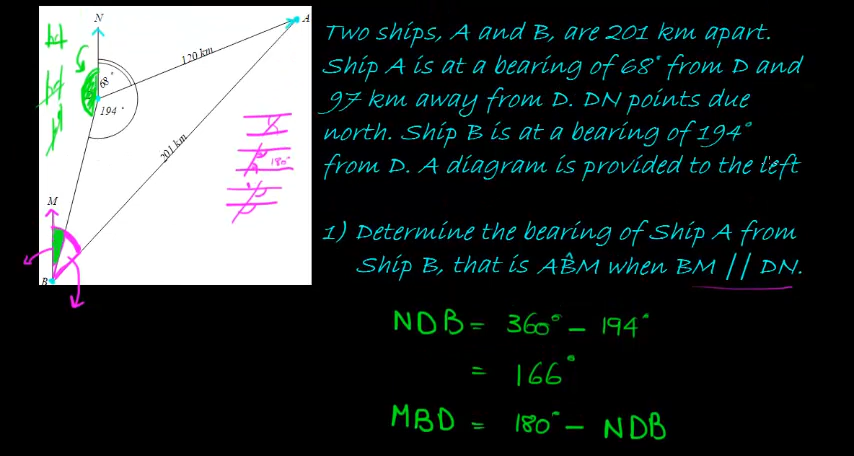 Two ships, A and B, are 201 km apart.
Ship A is at a bearing of 68° from D and
97 km away from D. DN points due
north. Ship B is at a bearing of 194°
from D. A diagram is provided to the left
1) Determine the bearing of Ship A from
Ship B, that is AB̂M when BM // DN.
NDB = 360° - 194°
= 166°
MBD = 180° - NDB
N
A
120 km
68°
194°
201 km
180°
M
B